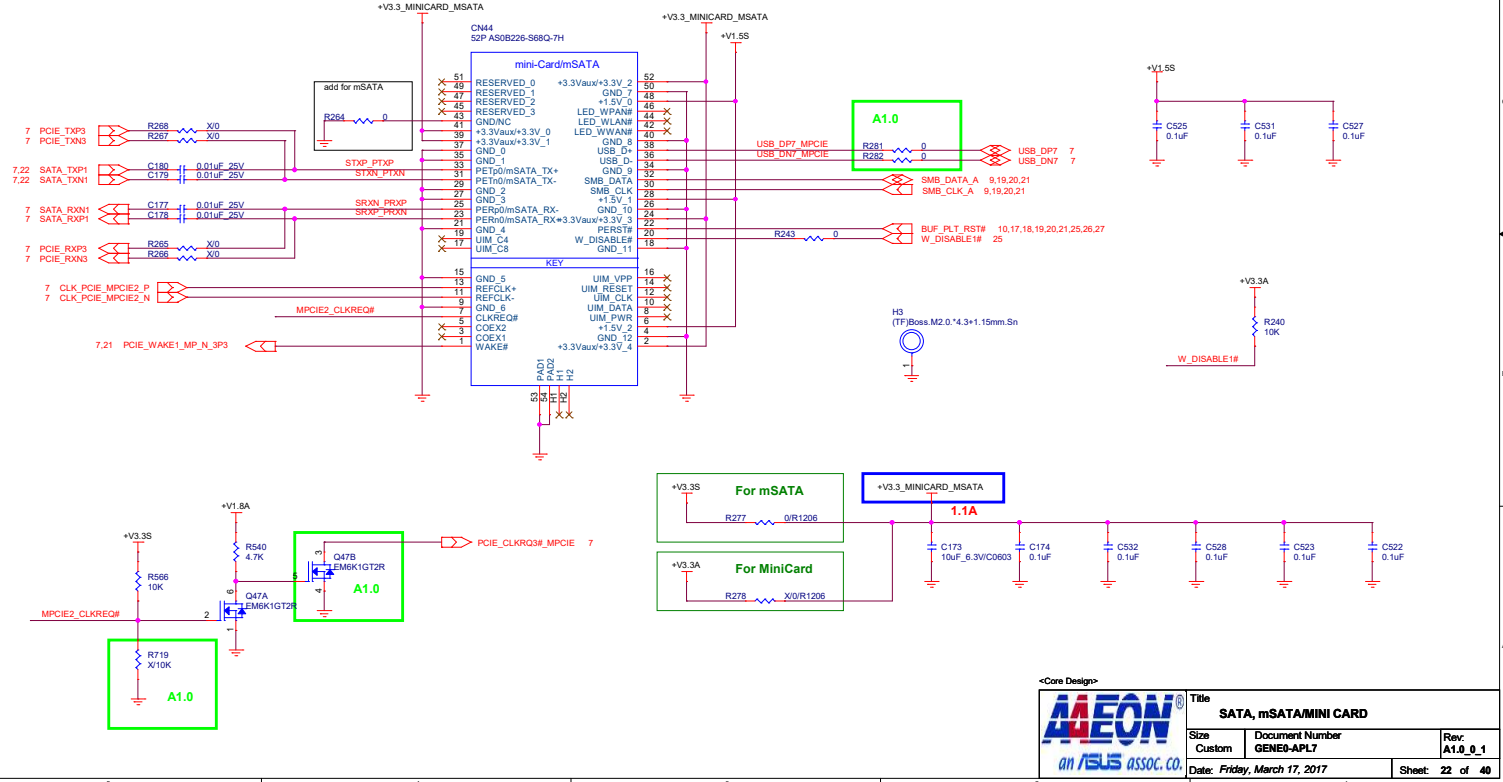 +V3.3_MINICARD_MSATA
CN44
52P AS0B226-S68Q-7H
+V3.3_MINICARD_MSATA
+V1.5S
mini-Card/mSATA
51 RESERVED_0 +3.3Vaux/+3.3V_2 52
49 RESERVED_1 GND_7 50
47 RESERVED_2 +1.5V_0 48
45 RESERVED_3 LED_WPAN# 46
43 GND/NC LED_WLAN# 44
41 +3.3Vaux/+3.3V_0 LED_WWAN# 42
39 +3.3Vaux/+3.3V_1 GND_8 40
37 GND_0 USB_D+ 38
35 GND_1 USB_D- 36
33 PETp0/mSATA_TX+ GND_9 34
31 PETn0/mSATA_TX- SMB_DATA 32
29 GND_2 SMB_CLK 30
27 GND_3 +1.5V_1 28
25 PERp0/mSATA_RX- GND_10 26
23 PERn0/mSATA_RX+ +3.3Vaux/+3.3V_3 24
21 GND_4 PERST# 22
19 UIM_C4 W_DISABLE# 20
17 UIM_C8 GND_11 18
KEY
15 GND_5 UIM_VPP 16
13 REFCLK+ UIM_RESET 14
11 REFCLK- UIM_CLK 12
9 GND_6 UIM_DATA 10
7 CLKREQ# UIM_PWR 8
5 COEX2 +1.5V_2 6
3 COEX1 GND_12 4
1 WAKE# +3.3Vaux/+3.3V_4 2
PAD1 PAD2 H1 H2
53 54 H1 H2
add for mSATA
R264 0
7 PCIE_TXP3 R268 X/0
7 PCIE_TXN3 R267 X/0
7,22 SATA_TXP1 C180 0.01uF_25V STXP_PTXP
7,22 SATA_TXN1 C179 0.01uF_25V STXN_PTXN
7 SATA_RXN1 C177 0.01uF_25V SRXN_PRXP
7 SATA_RXP1 C178 0.01uF_25V SRXP_PRXN
7 PCIE_RXP3 R265 X/0
7 PCIE_RXN3 R266 X/0
7 CLK_PCIE_MPCIE2_P
7 CLK_PCIE_MPCIE2_N
MPCIE2_CLKREQ#
7,21 PCIE_WAKE1_MP_N_3P3
A1.0
USB_DP7_MPCIE R281 0 USB_DP7 7
USB_DN7_MPCIE R282 0 USB_DN7 7
SMB_DATA_A 9,19,20,21
SMB_CLK_A 9,19,20,21
BUF_PLT_RST# 10,17,18,19,20,21,25,26,27
R243 0 W_DISABLE1# 25
+V1.5S
C525 0.1uF
C531 0.1uF
C527 0.1uF
H3
(TF)Boss.M2.0.*4.3+1.15mm.Sn
1
+V3.3A
R240
10K
W_DISABLE1#
+V1.8A
+V3.3S
R540
4.7K
R566
10K
MPCIE2_CLKREQ#
2
6
Q47A
EM6K1GT2R
1
5
3
Q47B
EM6K1GT2R
4
A1.0
PCIE_CLKRQ3#_MPCIE 7
R719
X/10K
A1.0
+V3.3S
For mSATA
R277 0/R1206
+V3.3A
For MiniCard
R278 X/0/R1206
+V3.3_MINICARD_MSATA
1.1A
C173 10uF_6.3V/C0603
C174 0.1uF
C532 0.1uF
C528 0.1uF
C523 0.1uF
C522 0.1uF
<Core Design>
AAEON®
an ASUS assoc. co.
Title
SATA, mSATA/MINI CARD
Size Custom
Document Number GENE0-APL7
Rev: A1.0_0_1
Date: Friday, March 17, 2017
Sheet: 22 of 40